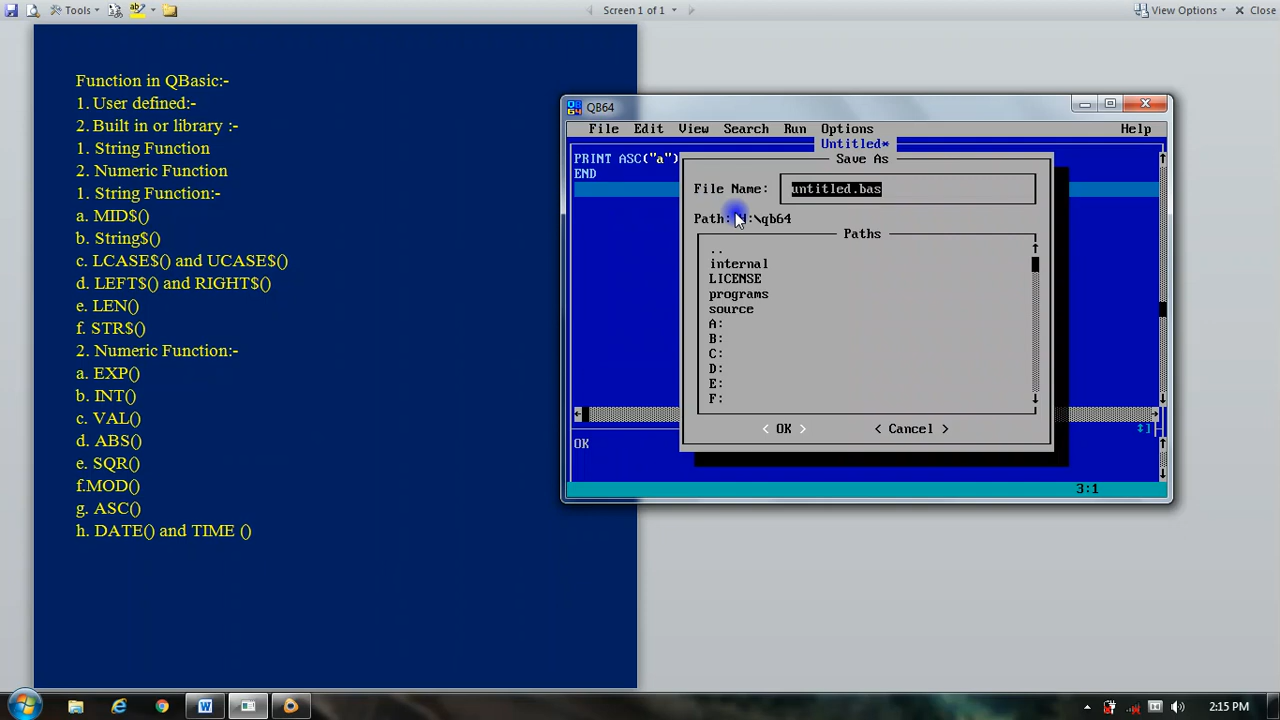 Tools
Screen 1 of 1
View Options
Close
Function in QBasic:-
1. User defined:-
2. Built in or library :-
1. String Function
2. Numeric Function
1. String Function:-
a. MID$()
b. String$()
c. LCASE$() and UCASE$()
d. LEFT$() and RIGHT$()
e. LEN()
f. STR$()
2. Numeric Function:-
a. EXP()
b. INT()
c. VAL()
d. ABS()
e. SQR()
f.MOD()
g. ASC()
h. DATE() and TIME ()
QB64
File Edit View Search Run Options Help
Untitled*
PRINT ASC("a")
END
Save As
File Name: untitled.bas
Path: :\qb64
Paths
..
internal
LICENSE
programs
source
A:
B:
C:
D:
E:
F:
< OK > < Cancel >
OK
3:1
2:15 PM